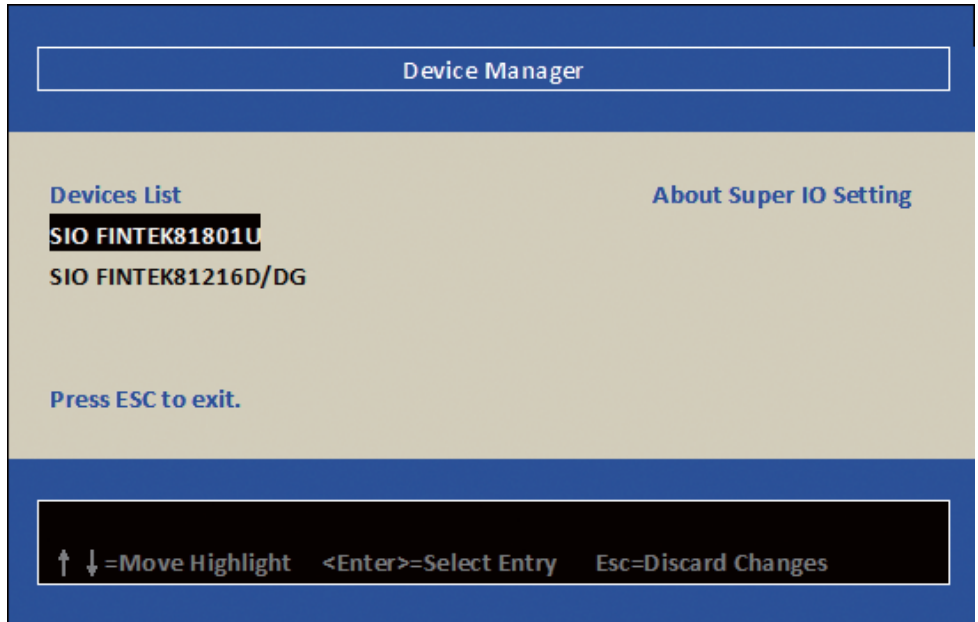 Device Manager
Devices List About Super IO Setting
SIO FINTEK81801U
SIO FINTEK81216D/DG
Press ESC to exit.
↑ ↓=Move Highlight <Enter>=Select Entry Esc=Discard Changes